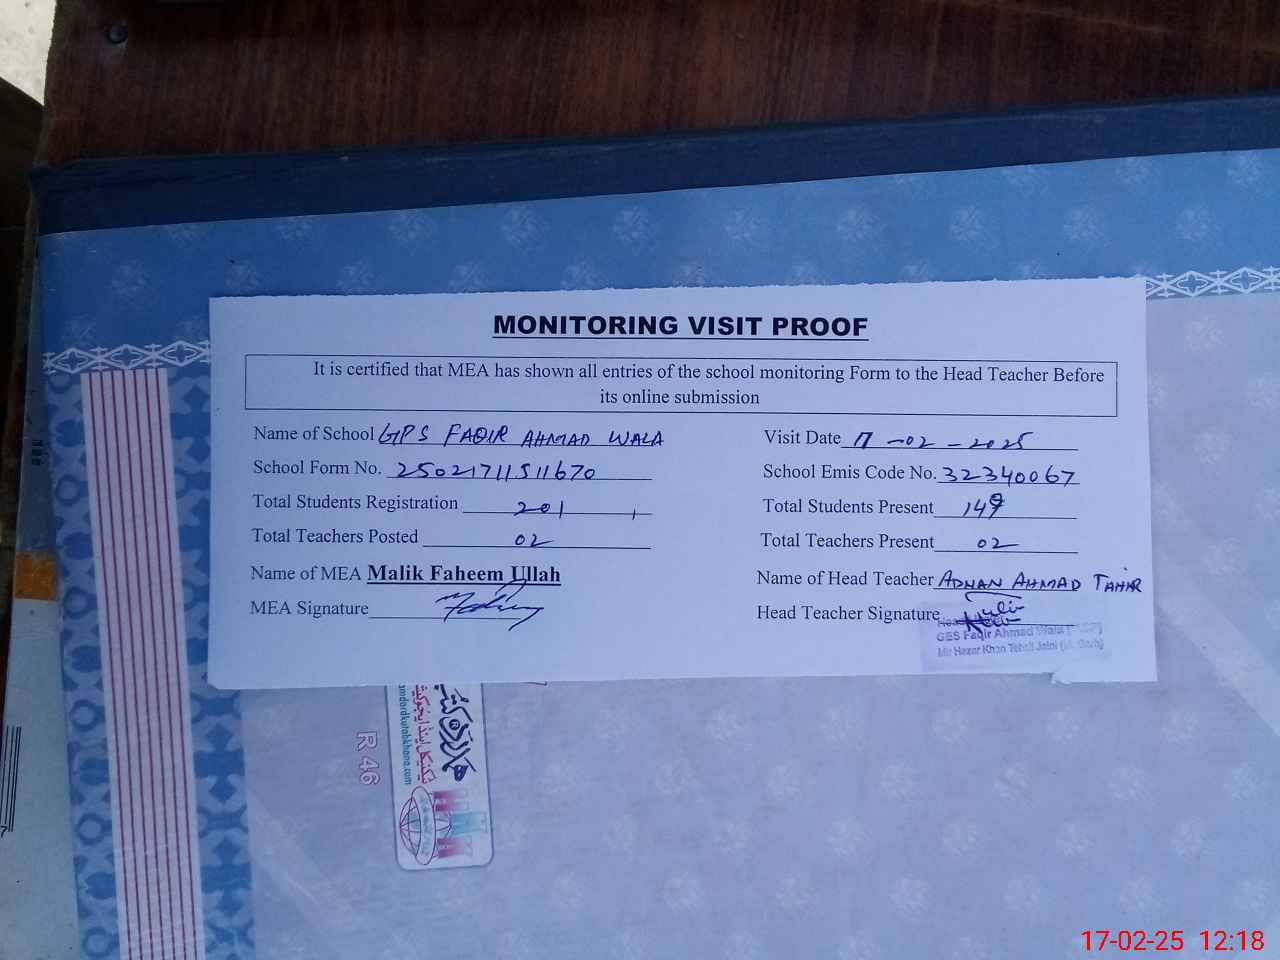 MONITORING VISIT PROOF
It is certified that MEA has shown all entries of the school monitoring Form to the Head Teacher Before
its online submission
Name of School GPS FAQIR AHMAD WALA Visit Date 17-02-2025
School Form No. 25021711511670 School Emis Code No. 32340067
Total Students Registration 201 Total Students Present
Total Teachers Posted 02 Total Teachers Present 02
Name of MEA Malik Faheem Ullah Name of Head Teacher ADNAN AHMAD TAHIR
MEA Signature Head Teacher Signature
GES Faqir Ahmad Wala
Mir Hazar Khan Tehsil Jatoi (M. Garh)
R 46
17-02-25 12:18